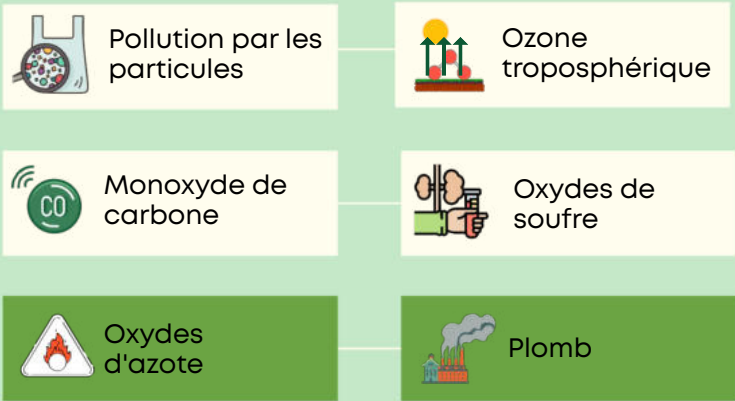 Pollution par les
particules
Ozone
troposphérique
CO
Monoxyde de
carbone
Oxydes de
soufre
Oxydes
d'azote
Plomb